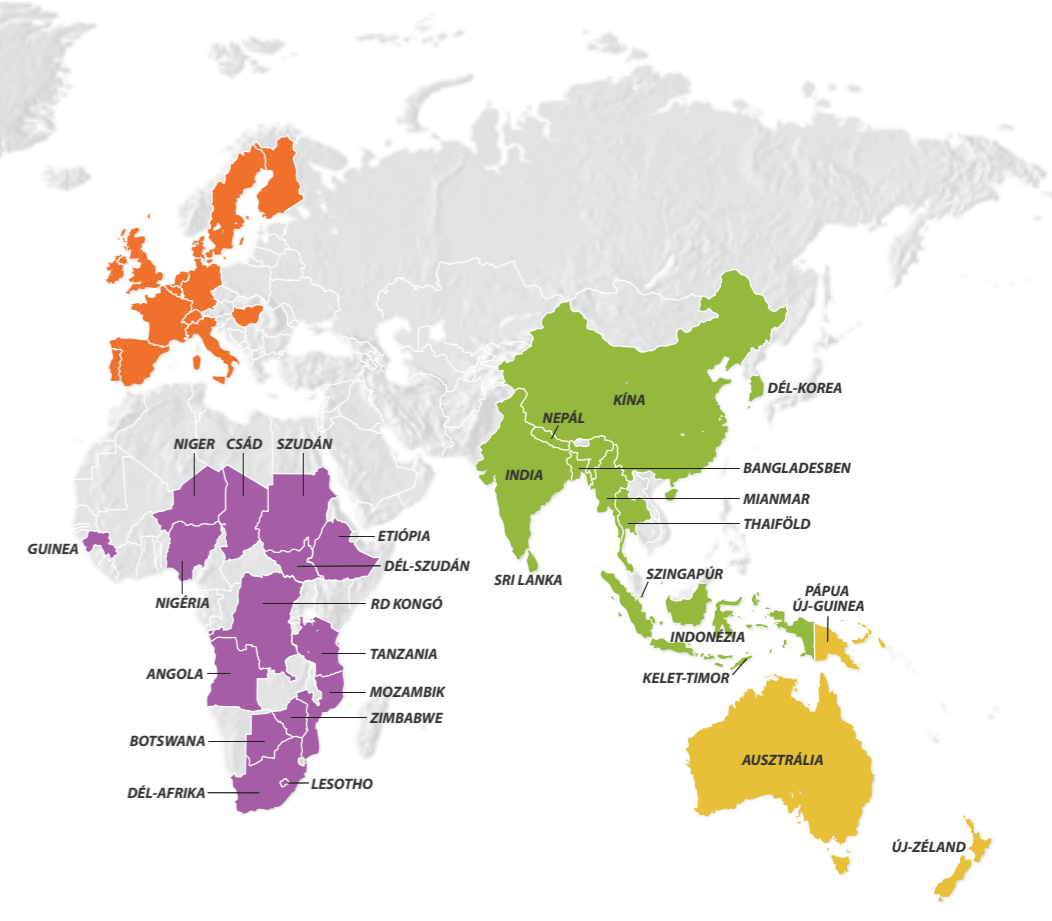 DÉL-KOREA
KÍNA
NEPÁL
NIGER
CSÁD
SZUDÁN
BANGLADESBEN
INDIA
MIANMAR
THAIFÖLD
ETIÓPIA
GUINEA
DÉL-SZUDÁN
SZINGAPÚR
SRI LANKA
PÁPUA
ÚJ-GUINEA
NIGÉRIA
RD KONGÓ
INDONÉZIA
TANZANIA
ANGOLA
KELET-TIMOR
MOZAMBIK
ZIMBABWE
BOTSWANA
AUSZTRÁLIA
LESOTHO
DÉL-AFRIKA
ÚJ-ZÉLAND